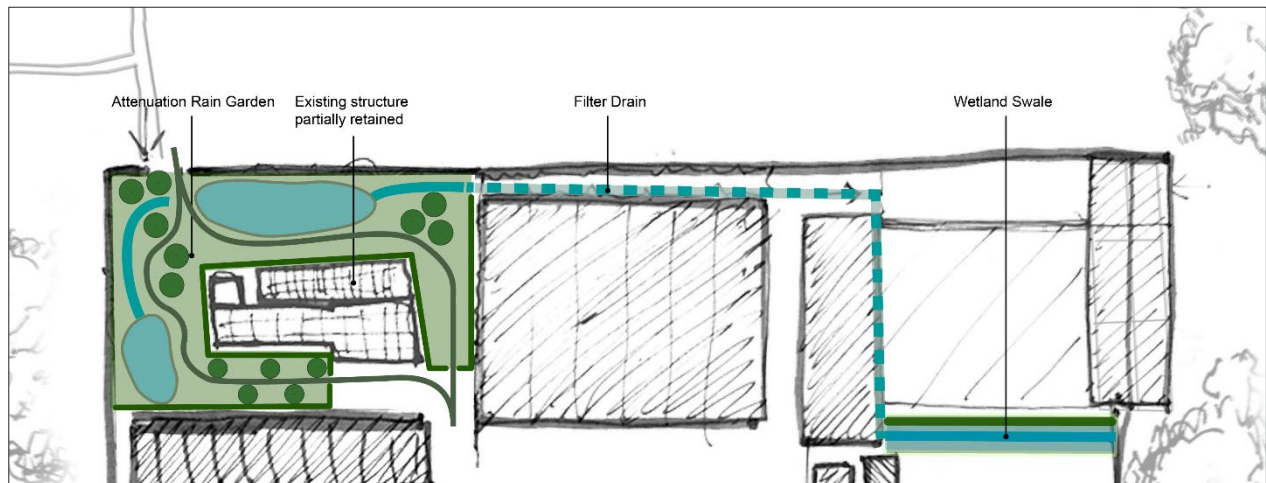 Attenuation Rain Garden
Existing structure
partially retained
Filter Drain
Wetland Swale